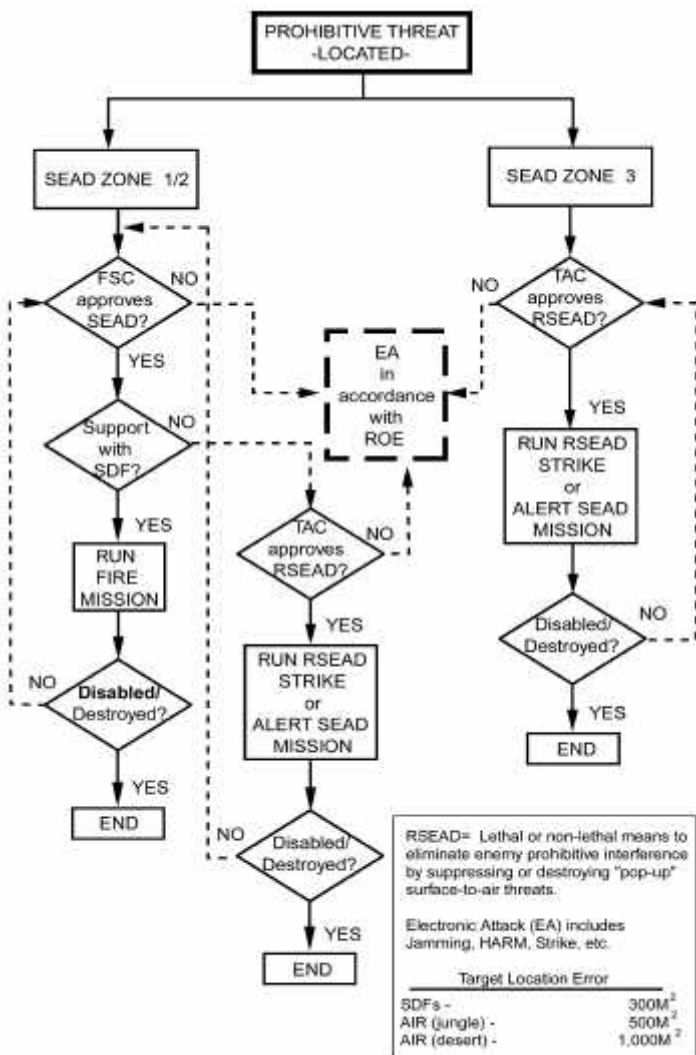 PROHIBITIVE THREAT
-LOCATED-
SEAD ZONE 1/2
SEAD ZONE 3
FSC
approves
SEAD?
NO
YES
TAC
approves
RSEAD?
NO
YES
EA
in
accordance
with
ROE
Support
with
SDF?
NO
YES
RUN
FIRE
MISSION
Disabled/
Destroyed?
NO
YES
END
TAC
approves
RSEAD?
NO
YES
RUN RSEAD
STRIKE
or
ALERT SEAD
MISSION
Disabled/
Destroyed?
NO
YES
END
RUN RSEAD
STRIKE
or
ALERT SEAD
MISSION
Disabled/
Destroyed?
NO
YES
END
RSEAD= Lethal or non-lethal means to
eliminate enemy prohibitive interference
by suppressing or destroying "pop-up"
surface-to-air threats.
Electronic Attack (EA) includes
Jamming, HARM, Strike, etc.
Target Location Error
SDFs - 300M²
AIR (jungle) - 500M²
AIR (desert) - 1,000M²